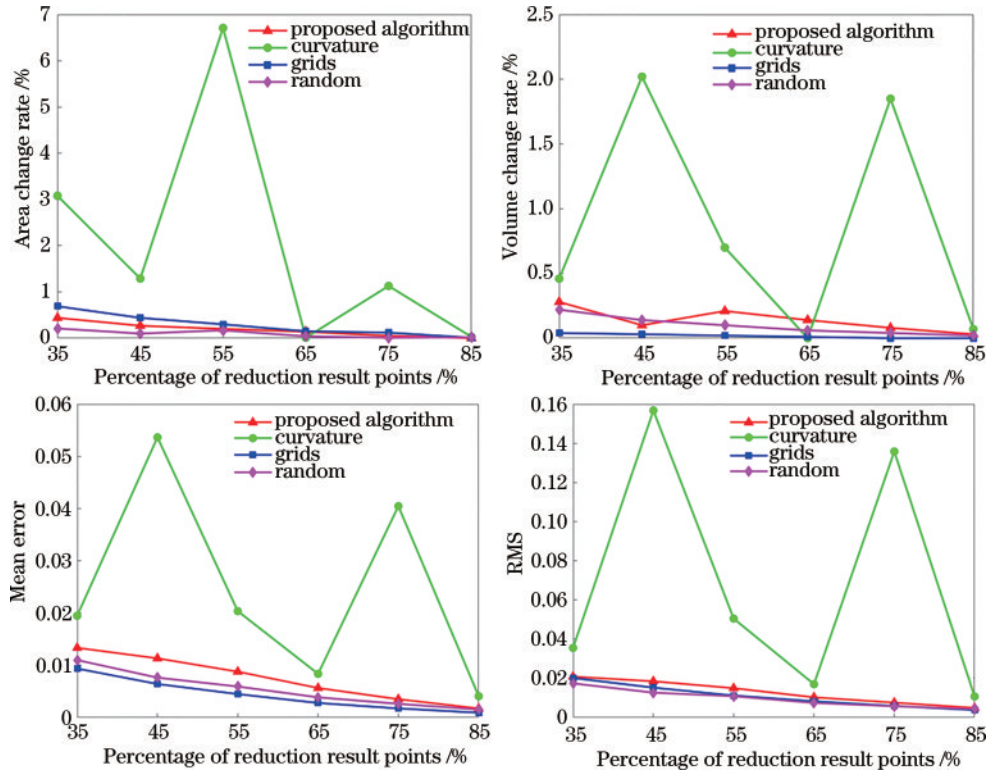 Area change rate /%
7
6
5
4
3
2
1
0
proposed algorithm
curvature
grids
random
35 45 55 65 75 85
Percentage of reduction result points /%
Volume change rate /%
2.5
2.0
1.5
1.0
0.5
0
proposed algorithm
curvature
grids
random
35 45 55 65 75 85
Percentage of reduction result points /%
Mean error
0.06
0.05
0.04
0.03
0.02
0.01
0
proposed algorithm
curvature
grids
random
35 45 55 65 75 85
Percentage of reduction result points /%
RMS
0.16
0.14
0.12
0.10
0.08
0.06
0.04
0.02
0
proposed algorithm
curvature
grids
random
35 45 55 65 75 85
Percentage of reduction result points /%